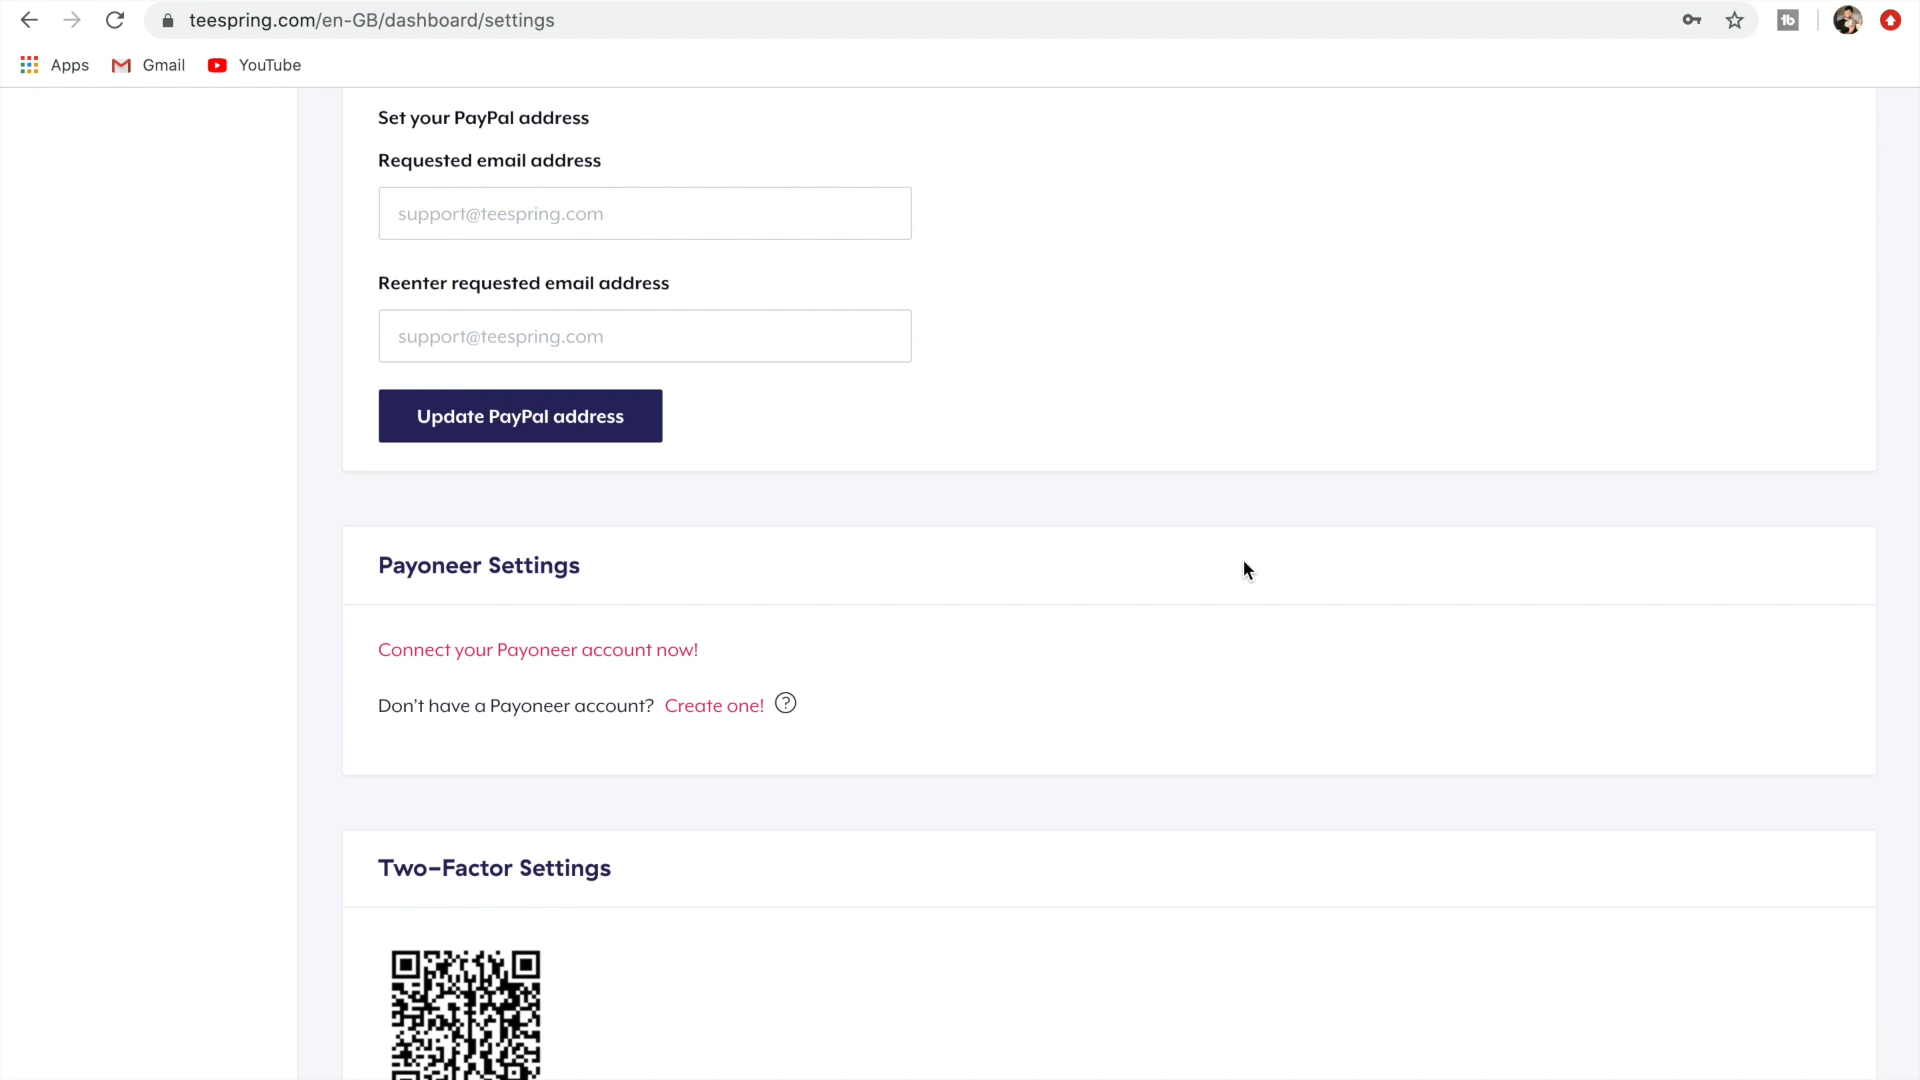 teespring.com/en-GB/dashboard/settings
Apps Gmail YouTube
Set your PayPal address
Requested email address
support@teespring.com
Reenter requested email address
support@teespring.com
Update PayPal address
Payoneer Settings
Connect your Payoneer account now!
Don't have a Payoneer account? Create one! ?
Two-Factor Settings